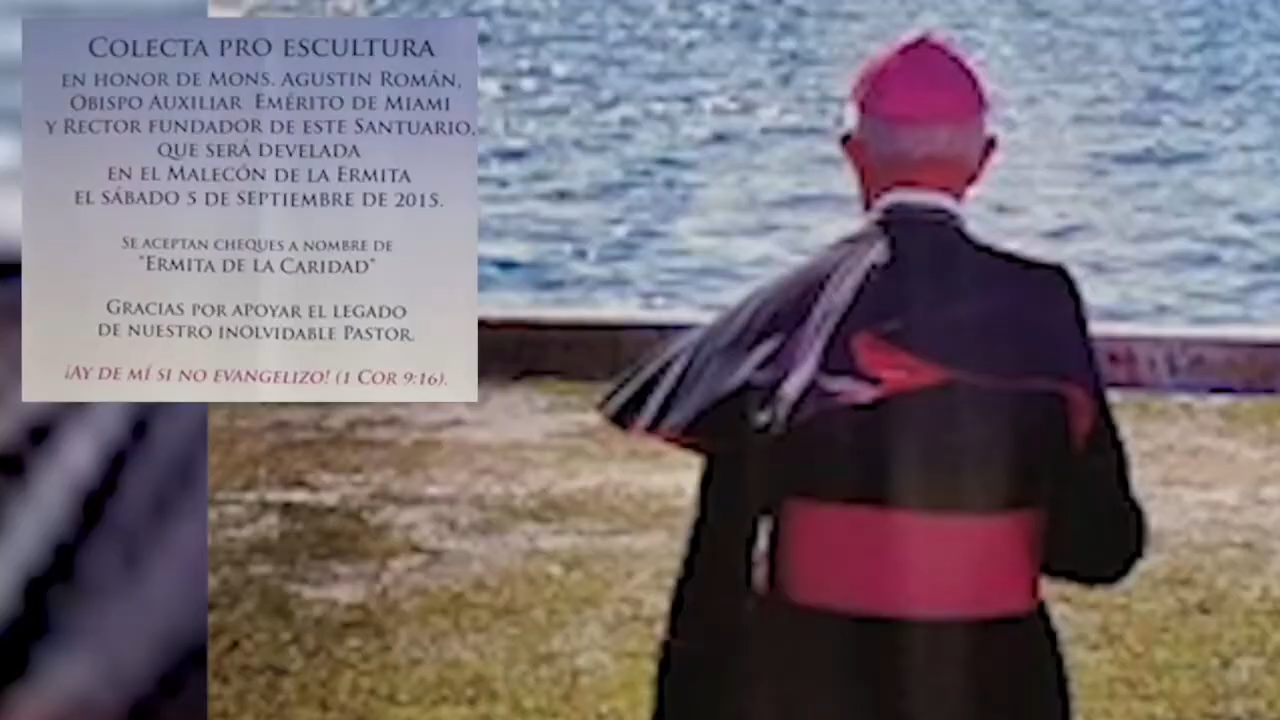 COLECTA PRO ESCULTURA
EN HONOR DE MONS. AGUSTIN ROMÁN,
OBISPO AUXILIAR EMÉRITO DE MIAMI
Y RECTOR FUNDADOR DE ESTE SANTUARIO,
QUE SERÁ DEVELADA
EN EL MALECÓN DE LA ERMITA
EL SÁBADO 5 DE SEPTIEMBRE DE 2015.
SE ACEPTAN CHEQUES A NOMBRE DE
"ERMITA DE LA CARIDAD"
GRACIAS POR APOYAR EL LEGADO
DE NUESTRO INOLVIDABLE PASTOR.
¡AY DE MÍ SI NO EVANGELIZO! (1 COR 9:16).